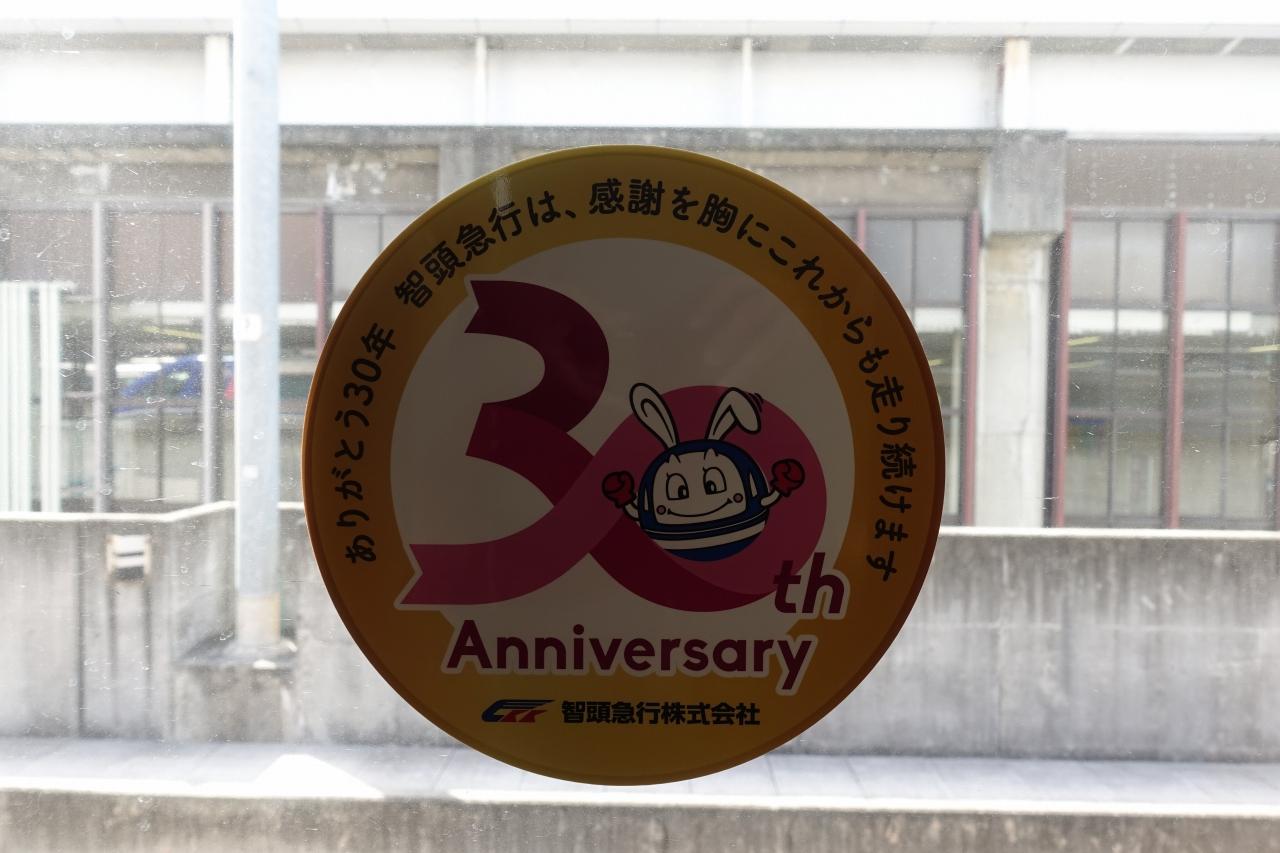 ありがとう30年 智頭急行は、感謝を胸にこれからも走り続けます
30th
Anniversary
智頭急行株式会社